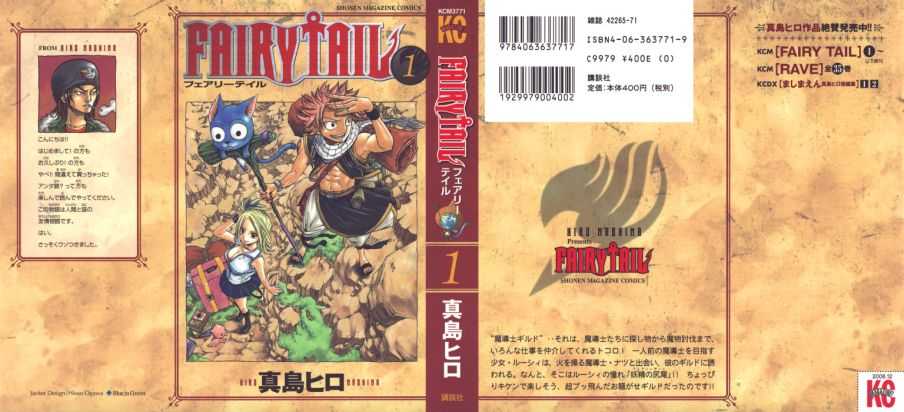 FROM HIRO MASHIMA
こんにちは!!
はじめまして!の方も
お久しぶり!の方も
やべ!!間違えて買っちゃった!
アンタ誰?って方も
楽しんで読んでやってください。
この物語は人間と猫の
友情物語です。
はい。
さっそくウソつきました。
Jacket Design/Hisao Ogawa Blue in Green
SHONEN MAGAZINE COMICS
FAIRY TAIL
1
フェアリーテイル
HIRO 真島ヒロ MASHIMA
KCM3771
KC
FAIRY TAIL
フェアリーテイル
1
真島ヒロ
講談社
9784063637717
1929979004002
雑誌 42265-71
ISBN4-06-363771-9
C9979 ¥400E (0)
講談社
定価:本体400円(税別)
HIRO MASHIMA
Presents
FAIRY TAIL
SHONEN MAGAZINE COMICS
“魔導士ギルド”‥それは、魔導士たちに探し物から魔物討伐まで、
いろんな仕事を仲介してくれるトコロ! 一人前の魔導士を目指す
少女・ルーシィは、火を操る魔導士・ナツと出会い、彼のギルドに誘
われる。なんと、そこはルーシィの憧れ「妖精の尻尾」!! ちょっぴ
りキケンで楽しそう、超ブッ飛んだお騒がせギルドだったのです!!
真島ヒロ作品絶賛発売中!!
KCM [FAIRY TAIL] 1〜
KCM [RAVE] 全35巻
KCDX [ましまえん 真島ヒロ短編集] 1 2
2006.12
KC